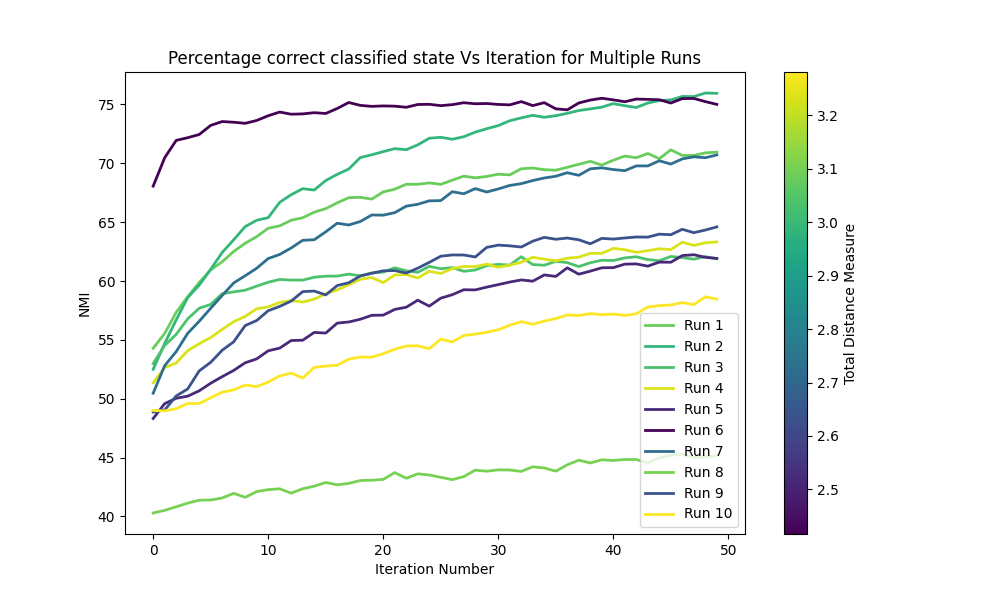 Percentage correct classified state Vs Iteration for Multiple Runs
NMI
75
70
65
60
55
50
45
40
0
10
20
30
40
50
Iteration Number
Run 1
Run 2
Run 3
Run 4
Run 5
Run 6
Run 7
Run 8
Run 9
Run 10
3.2
3.1
3.0
2.9
2.8
2.7
2.6
2.5
Total Distance Measure